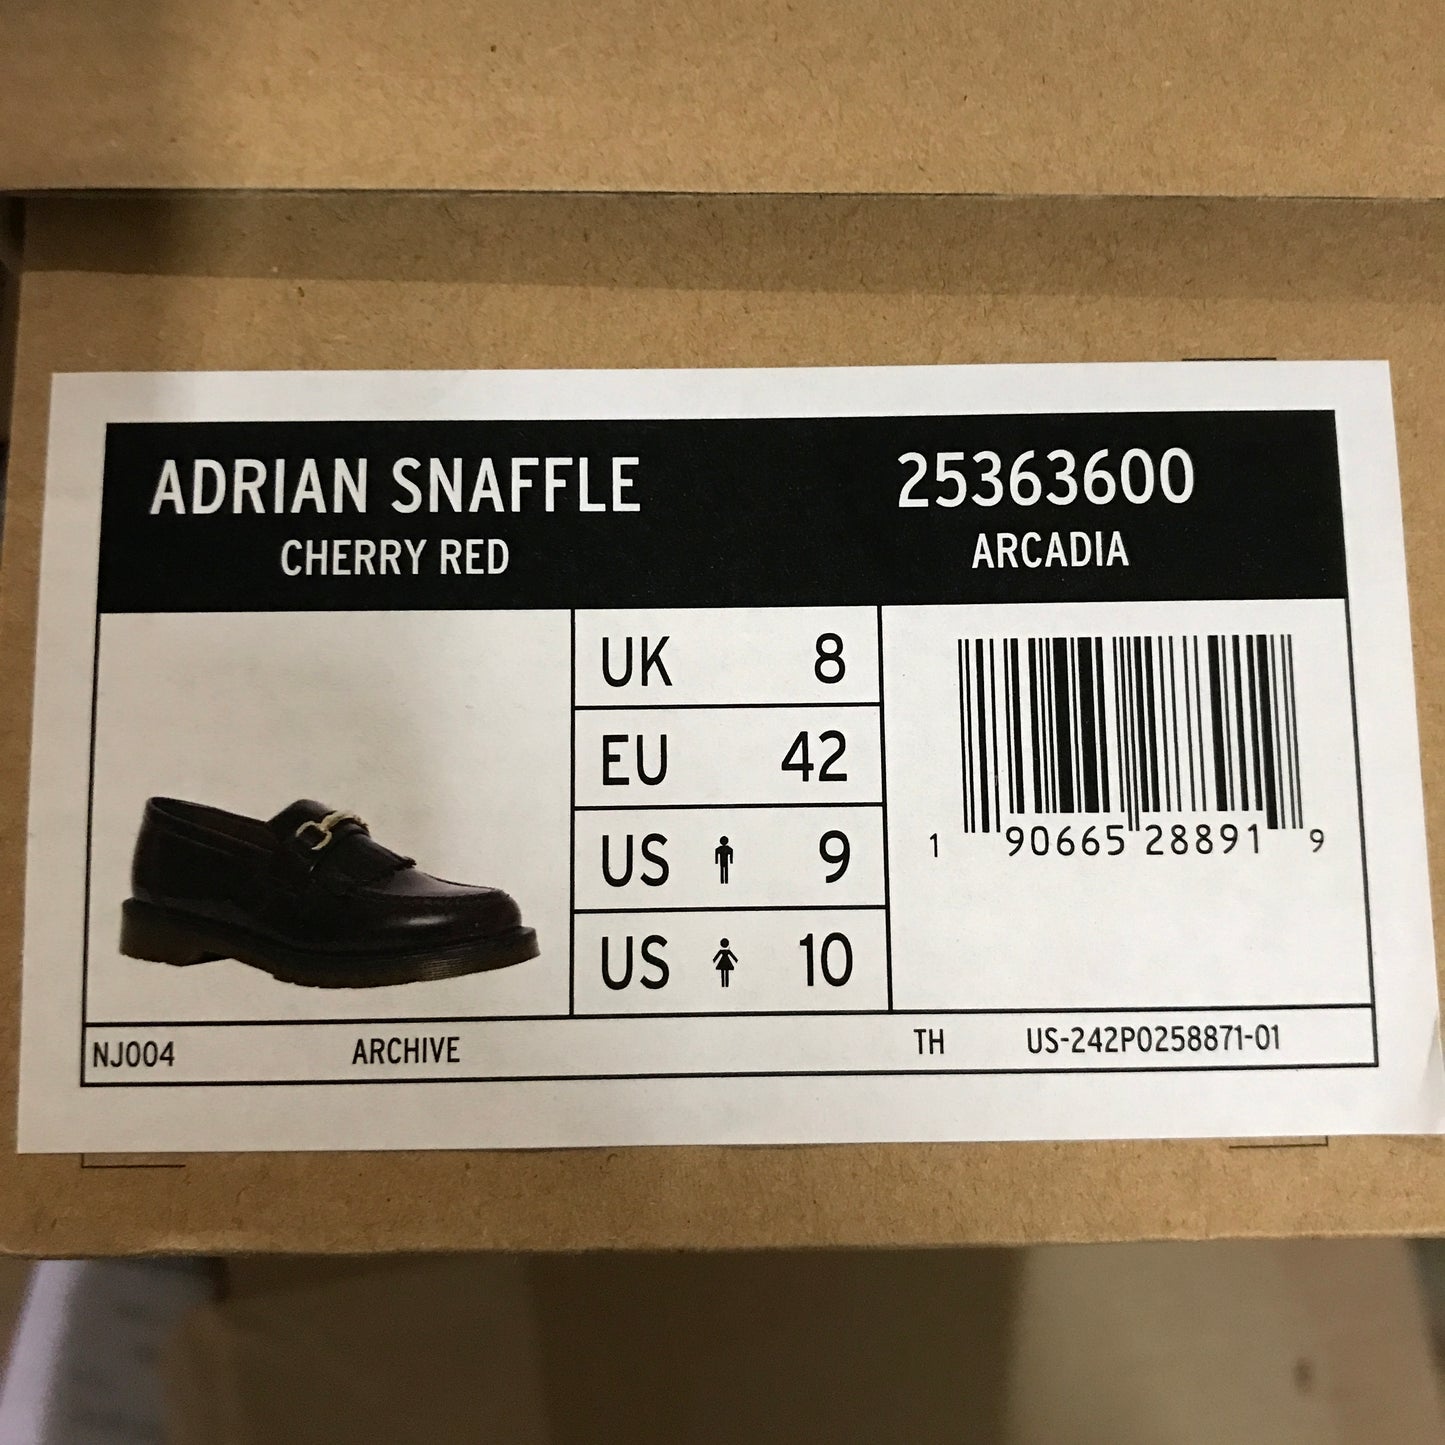 ADRIAN SNAFFLE 25363600
CHERRY RED ARCADIA
UK 8
EU 42
US 9
US 10
1 90665 28891 9
NJ004 ARCHIVE TH US-242P0258871-01